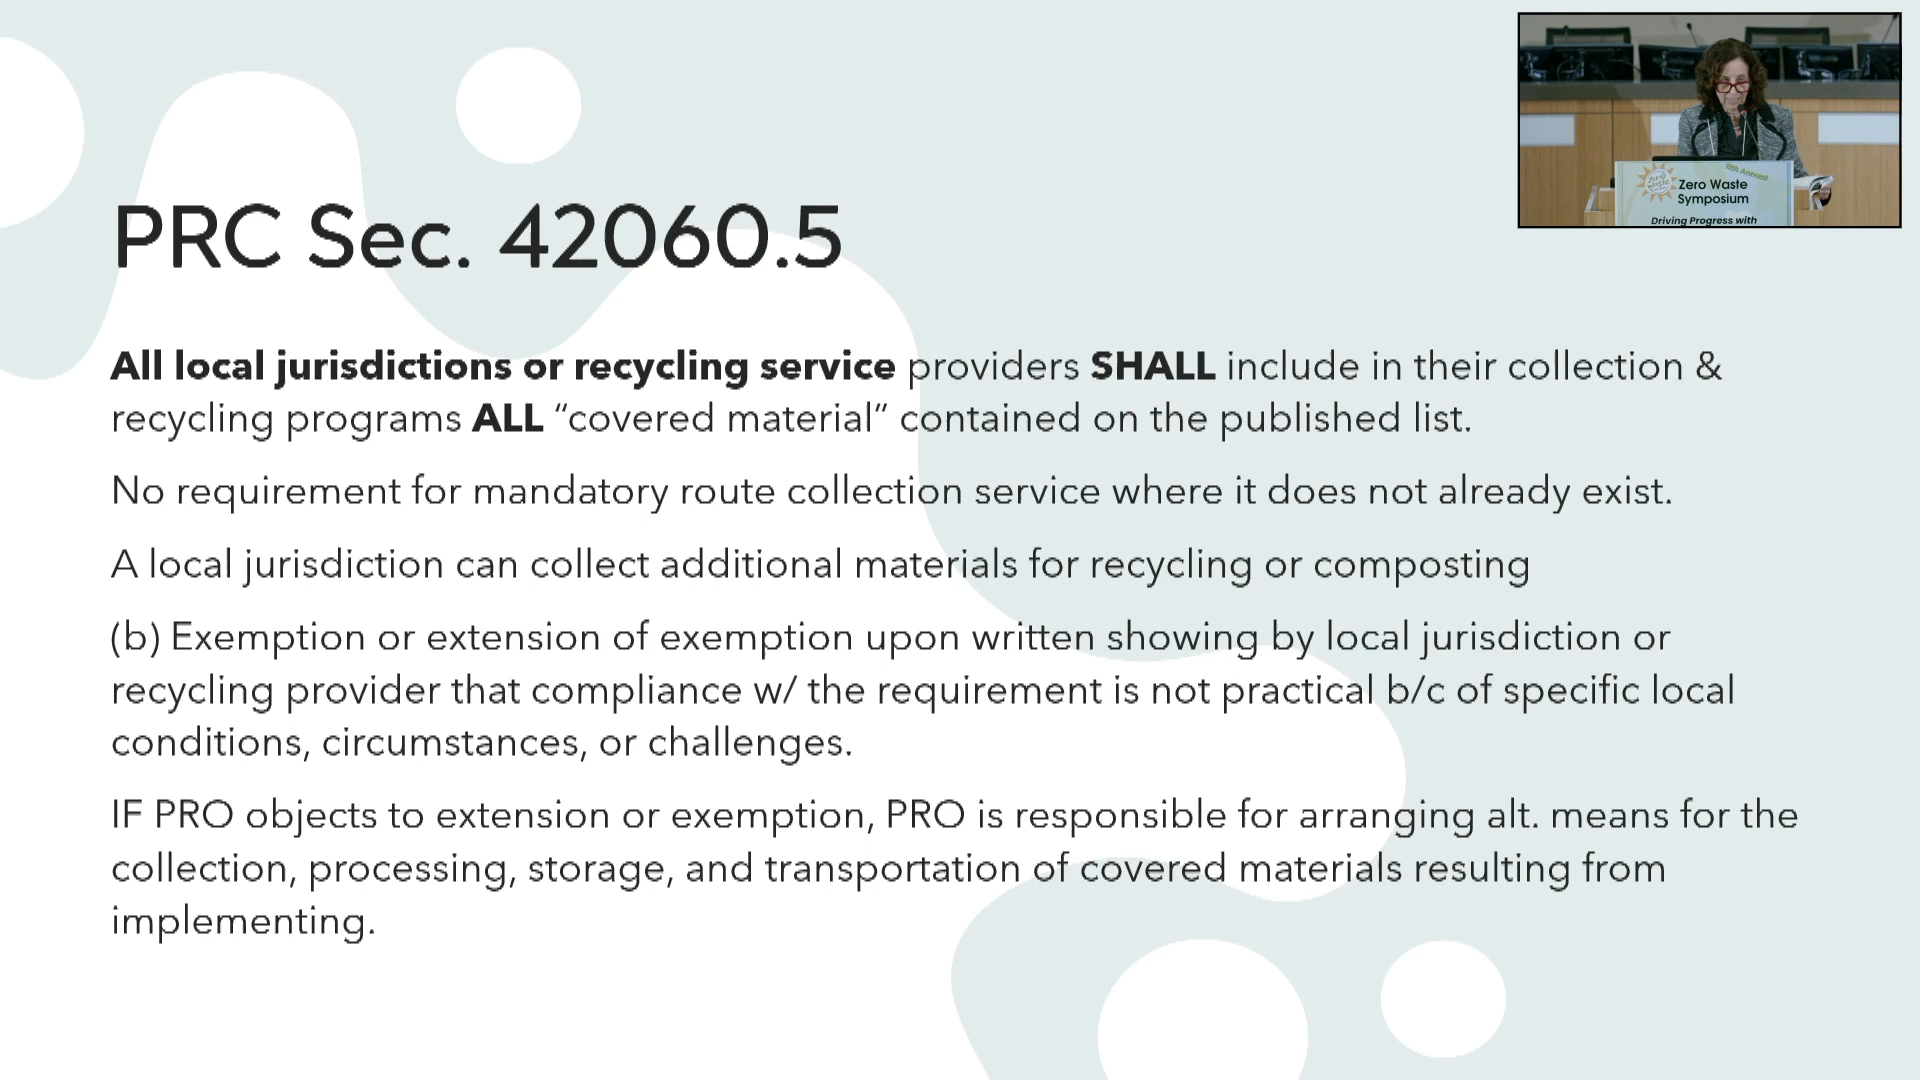 PRC Sec. 42060.5
All local jurisdictions or recycling service providers SHALL include in their collection &
recycling programs ALL “covered material” contained on the published list.
No requirement for mandatory route collection service where it does not already exist.
A local jurisdiction can collect additional materials for recycling or composting
(b) Exemption or extension of exemption upon written showing by local jurisdiction or
recycling provider that compliance w/ the requirement is not practical b/c of specific local
conditions, circumstances, or challenges.
IF PRO objects to extension or exemption, PRO is responsible for arranging alt. means for the
collection, processing, storage, and transportation of covered materials resulting from
implementing.
11th Annual
Zero Waste
Zero Waste
Symposium
Driving Progress with